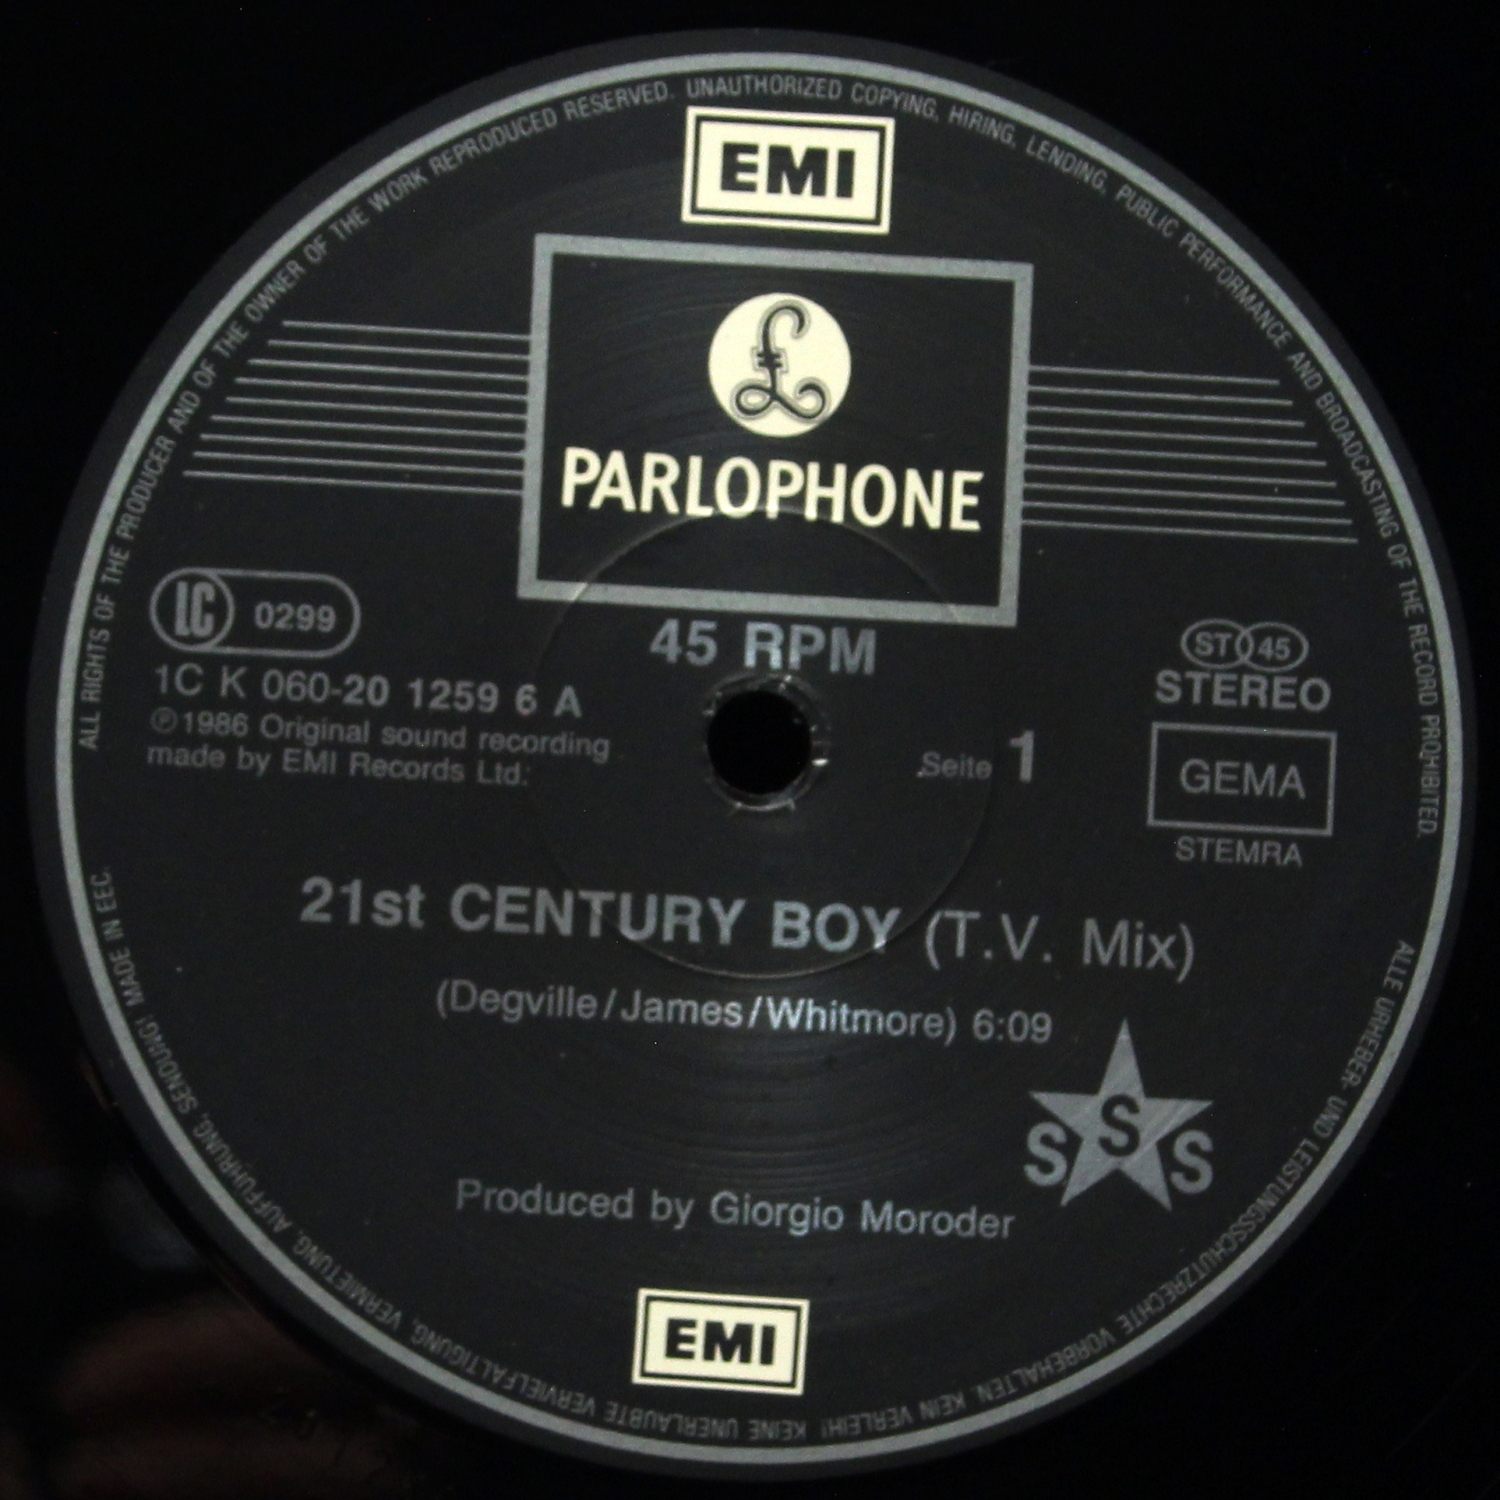 ALL RIGHTS OF THE PRODUCER AND OF THE OWNER OF THE WORK REPRODUCED RESERVED. UNAUTHORIZED COPYING, HIRING, LENDING, PUBLIC PERFORMANCE AND BROADCASTING OF THE RECORD PROHIBITED.
EMI
£
PARLOPHONE
45 RPM
LC 0299
1C K 060-20 1259 6 A
℗1986 Original sound recording
made by EMI Records Ltd.
Seite 1
ST 45
STEREO
GEMA
STEMRA
21st CENTURY BOY (T.V. Mix)
(Degville/James/Whitmore) 6:09
S S S
Produced by Giorgio Moroder
EMI
ALLE URHEBER- UND LEISTUNGSSCHUTZRECHTE VORBEHALTEN. KEIN VERLEIH! KEINE UNERLAUBTE VERVIELFÄLTIGUNG, VERMIETUNG, AUFFÜHRUNG, SENDUNG! MADE IN EEC.